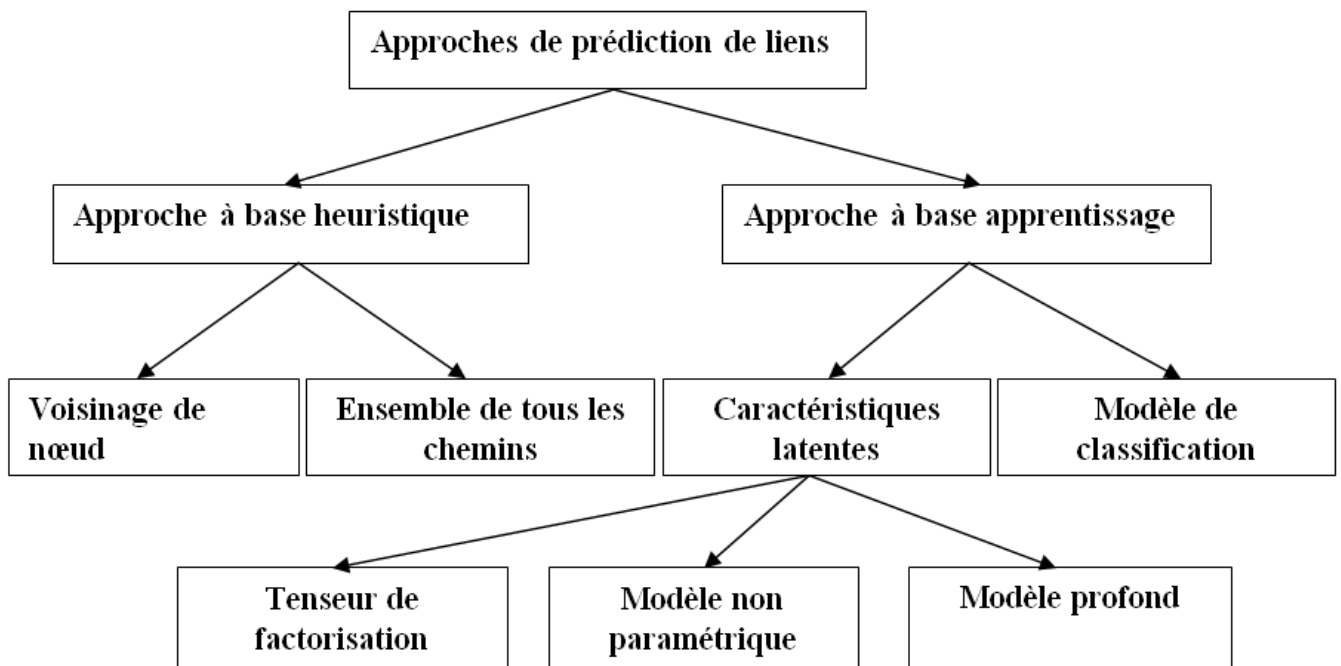 Approches de prédiction de liens
Approche à base heuristique
Approche à base apprentissage
Voisinage de
nœud
Ensemble de tous les
chemins
Caractéristiques
latentes
Modèle de
classification
Tenseur de
factorisation
Modèle non
paramétrique
Modèle profond